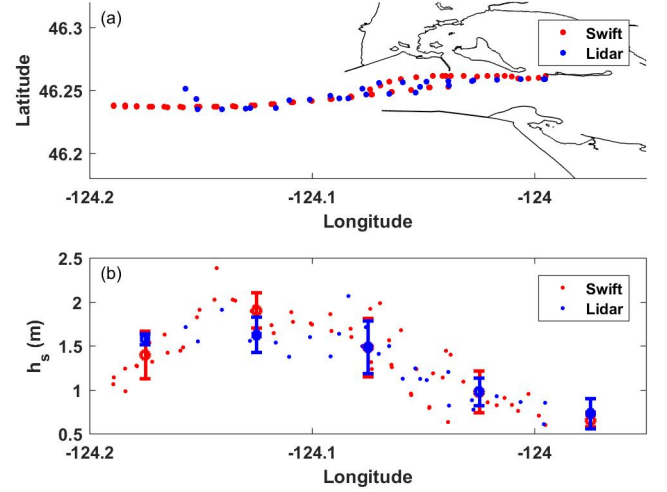 (a)
Swift
Lidar
46.3
46.25
46.2
Latitude
-124.2
-124.1
-124
Longitude
(b)
Swift
Lidar
2.5
2
1.5
1
0.5
h_s (m)
-124.2
-124.1
-124
Longitude